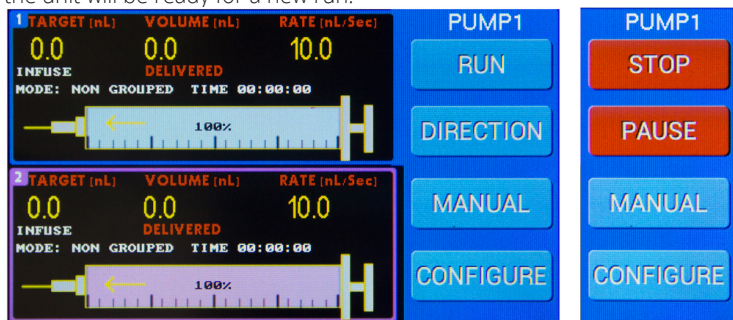 the unit will be ready for a new run.
1 TARGET [nL] VOLUME [nL] RATE [nL/Sec]
0.0 0.0 10.0
INFUSE DELIVERED
MODE: NON GROUPED TIME 00:00:00
100%
2 TARGET [nL] VOLUME [nL] RATE [nL/Sec]
0.0 0.0 10.0
INFUSE DELIVERED
MODE: NON GROUPED TIME 00:00:00
100%
PUMP1
RUN
DIRECTION
MANUAL
CONFIGURE
PUMP1
STOP
PAUSE
MANUAL
CONFIGURE